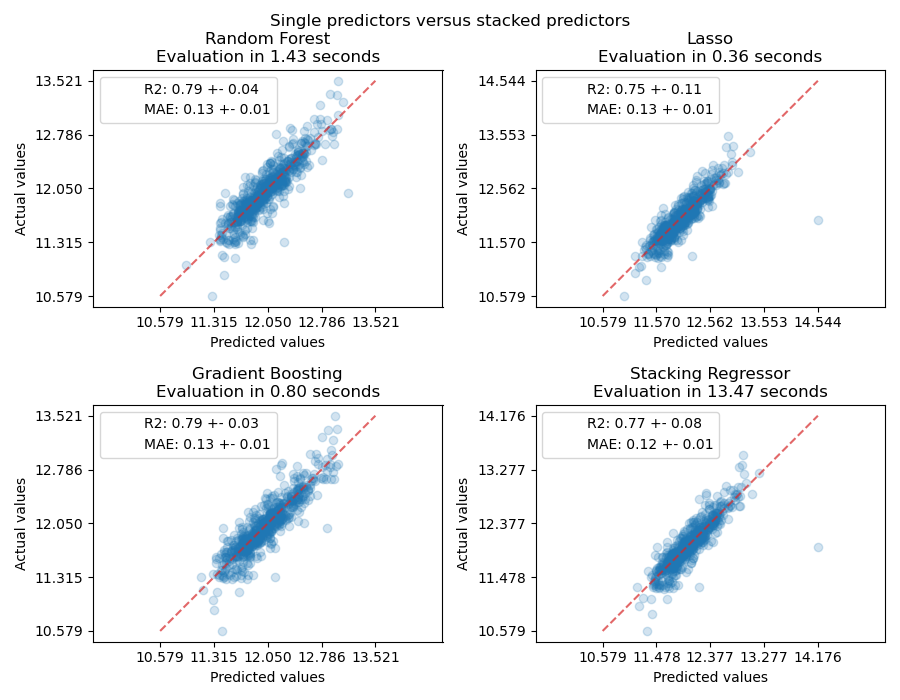 Single predictors versus stacked predictors
Random Forest
Evaluation in 1.43 seconds
R2: 0.79 +- 0.04
MAE: 0.13 +- 0.01
Actual values
13.521
12.786
12.050
11.315
10.579
10.579 11.315 12.050 12.786 13.521
Predicted values
Lasso
Evaluation in 0.36 seconds
R2: 0.75 +- 0.11
MAE: 0.13 +- 0.01
Actual values
14.544
13.553
12.562
11.570
10.579
10.579 11.570 12.562 13.553 14.544
Predicted values
Gradient Boosting
Evaluation in 0.80 seconds
R2: 0.79 +- 0.03
MAE: 0.13 +- 0.01
Actual values
13.521
12.786
12.050
11.315
10.579
10.579 11.315 12.050 12.786 13.521
Predicted values
Stacking Regressor
Evaluation in 13.47 seconds
R2: 0.77 +- 0.08
MAE: 0.12 +- 0.01
Actual values
14.176
13.277
12.377
11.478
10.579
10.579 11.478 12.377 13.277 14.176
Predicted values